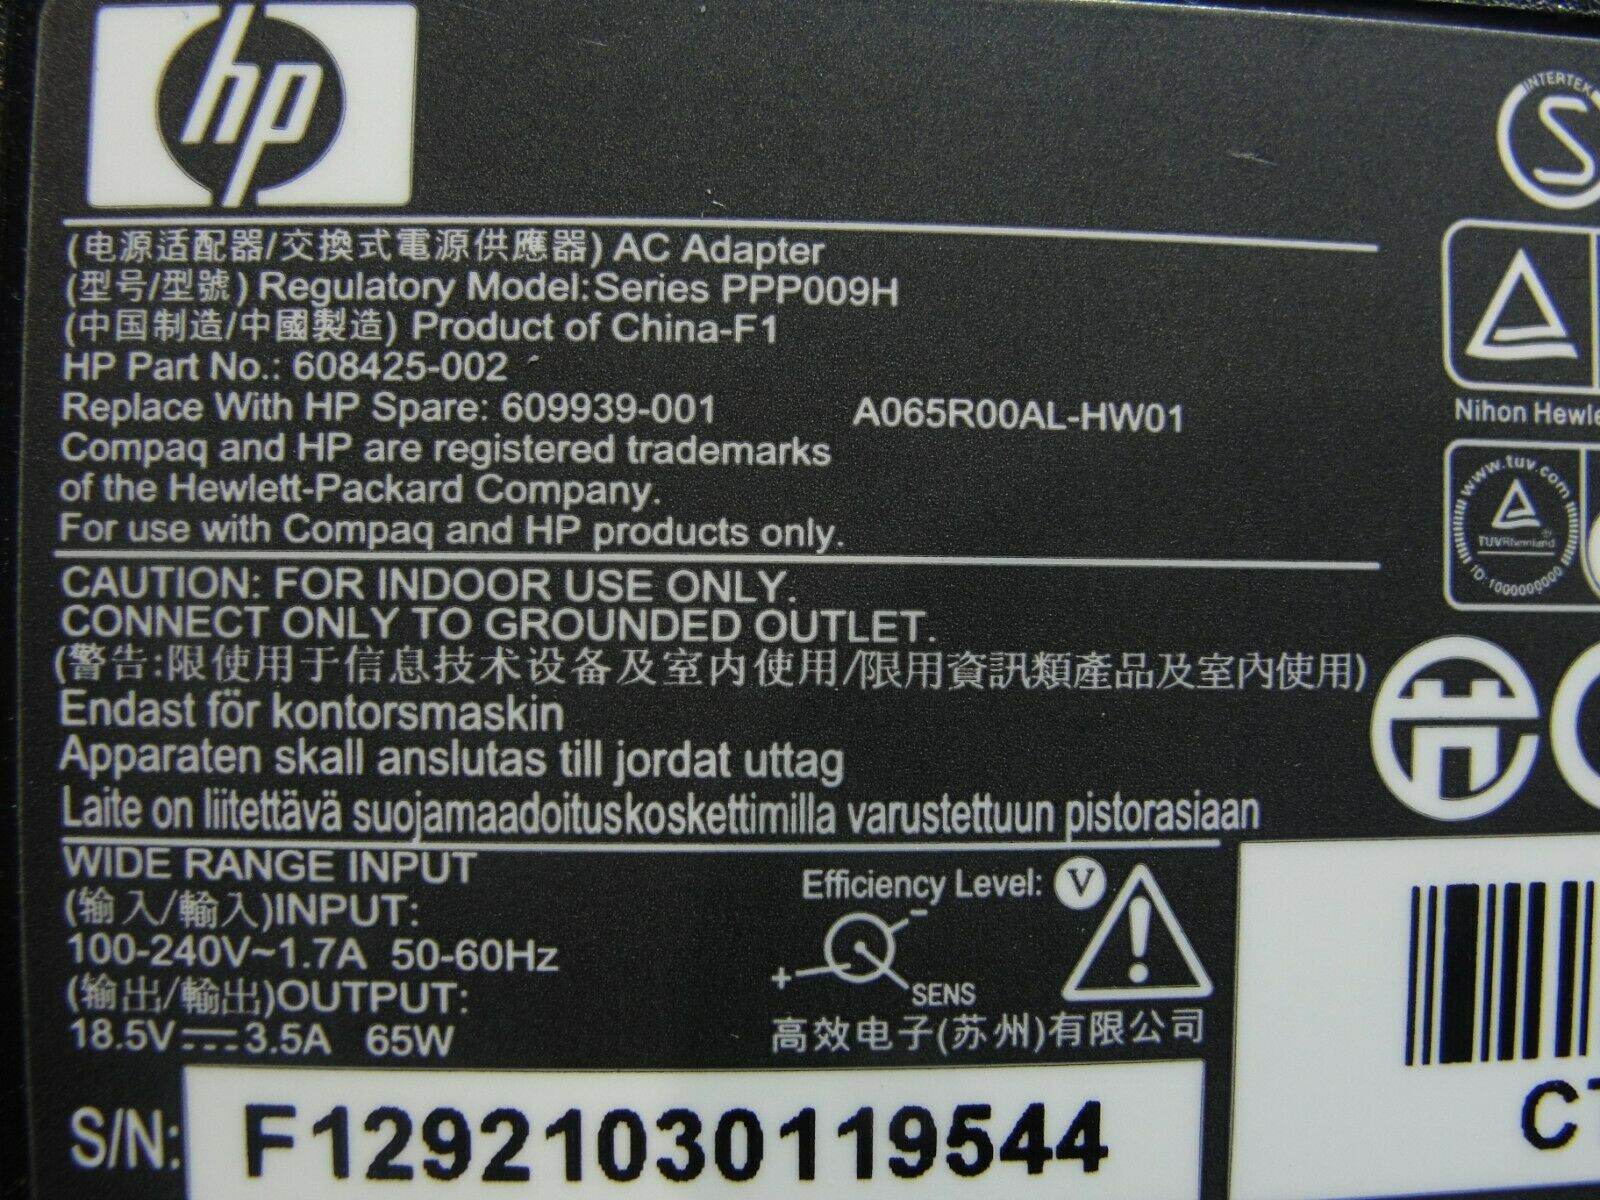 hp
(电源适配器/交換式電源供應器) AC Adapter
(型号/型號) Regulatory Model:Series PPP009H
(中国制造/中國製造) Product of China-F1
HP Part No.: 608425-002
Replace With HP Spare: 609939-001 A065R00AL-HW01
Compaq and HP are registered trademarks
of the Hewlett-Packard Company.
For use with Compaq and HP products only.
CAUTION: FOR INDOOR USE ONLY.
CONNECT ONLY TO GROUNDED OUTLET.
(警告:限使用于信息技术设备及室内使用/限用資訊類產品及室內使用)
Endast för kontorsmaskin
Apparaten skall anslutas till jordat uttag
Laite on liitettävä suojamaadoituskoskettimilla varustettuun pistorasiaan
WIDE RANGE INPUT
(输入/輸入)INPUT:
100-240V~1.7A 50-60Hz
(输出/輸出)OUTPUT:
18.5V⎓3.5A 65W
Efficiency Level: V
- + SENS
高效电子(苏州)有限公司
S/N: F12921030119544
INTERTEK
S
Nihon Hewle
www.tuv.com
TUVRheinland
ID:1000000000
CT